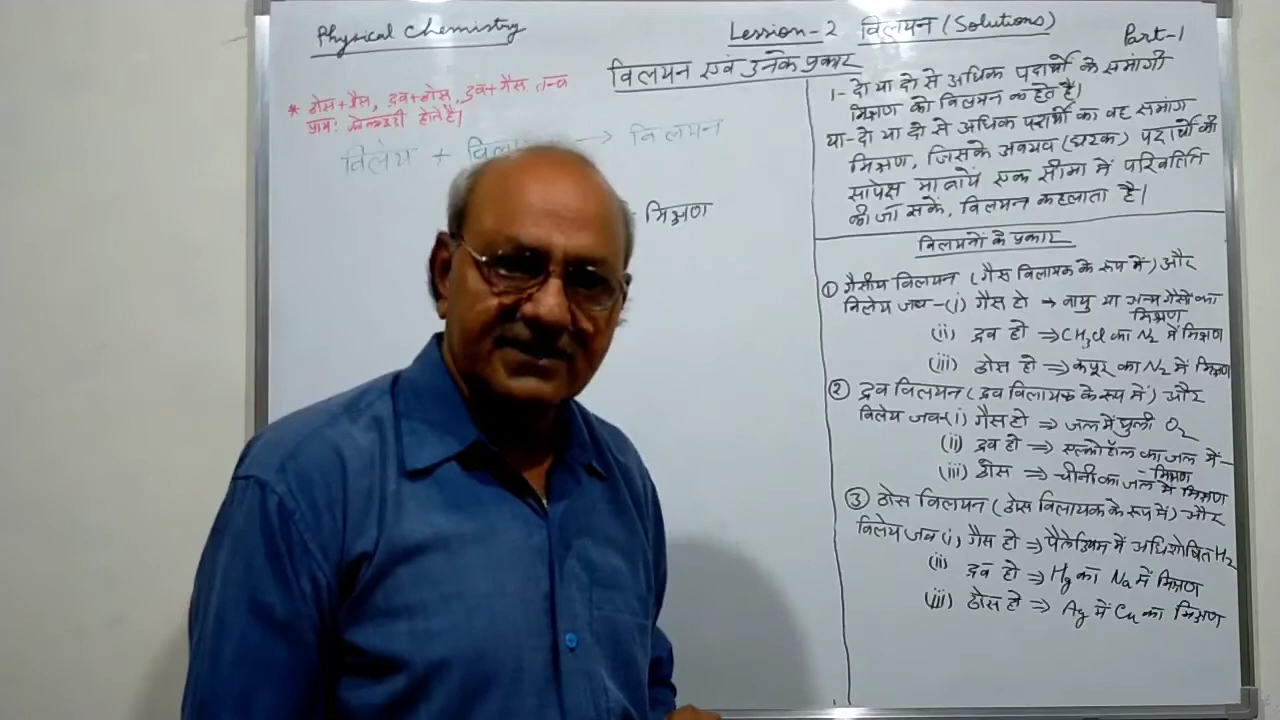 Physical Chemistry
Lession-2 विलयन (Solutions)
Part-1
विलयन एवं उनके प्रकार
* ठोस+गैस, द्रव+ठोस, द्रव+गैस तन्त्र
प्रायः होते है।
विलेय + → विलयन
मिश्रण
1- दो या दो से अधिक पदार्थों के समांगी
मिश्रण को विलयन कहते है।
या- दो या दो से अधिक पदार्थों का वह समांग
मिश्रण, जिसके अवयव (घटक) पदार्थों की
सापेक्ष मात्रायें एक सीमा में परिवर्तित
की जा सकें, विलयन कहलाता है।
विलयनों के प्रकार
① गैसीय विलयन (गैस विलायक के रूप में) और
विलेय जब-(i) गैस हो → वायु या अन्य गैसों का
मिश्रण
(ii) द्रव हो ⇒ CH3Cl का N2 में मिश्रण
(iii) ठोस हो ⇒ कपूर का N2 में मिश्रण
② द्रव विलयन (द्रव विलायक के रूप में) और
विलेय जब-(i) गैस हो ⇒ जल में घुली O2
(ii) द्रव हो ⇒ एल्कोहॉल का जल में-
- मिश्रण
(iii) ठोस ⇒ चीनी का जल में मिश्रण
③ ठोस विलयन (ठोस विलायक के रूप में) और
विलेय जब (i) गैस हो ⇒ पैलेडियम में अधिशोषित H2
(ii) द्रव हो ⇒ Hg का Na में मिश्रण
(iii) ठोस हो ⇒ Ag में Cu का मिश्रण